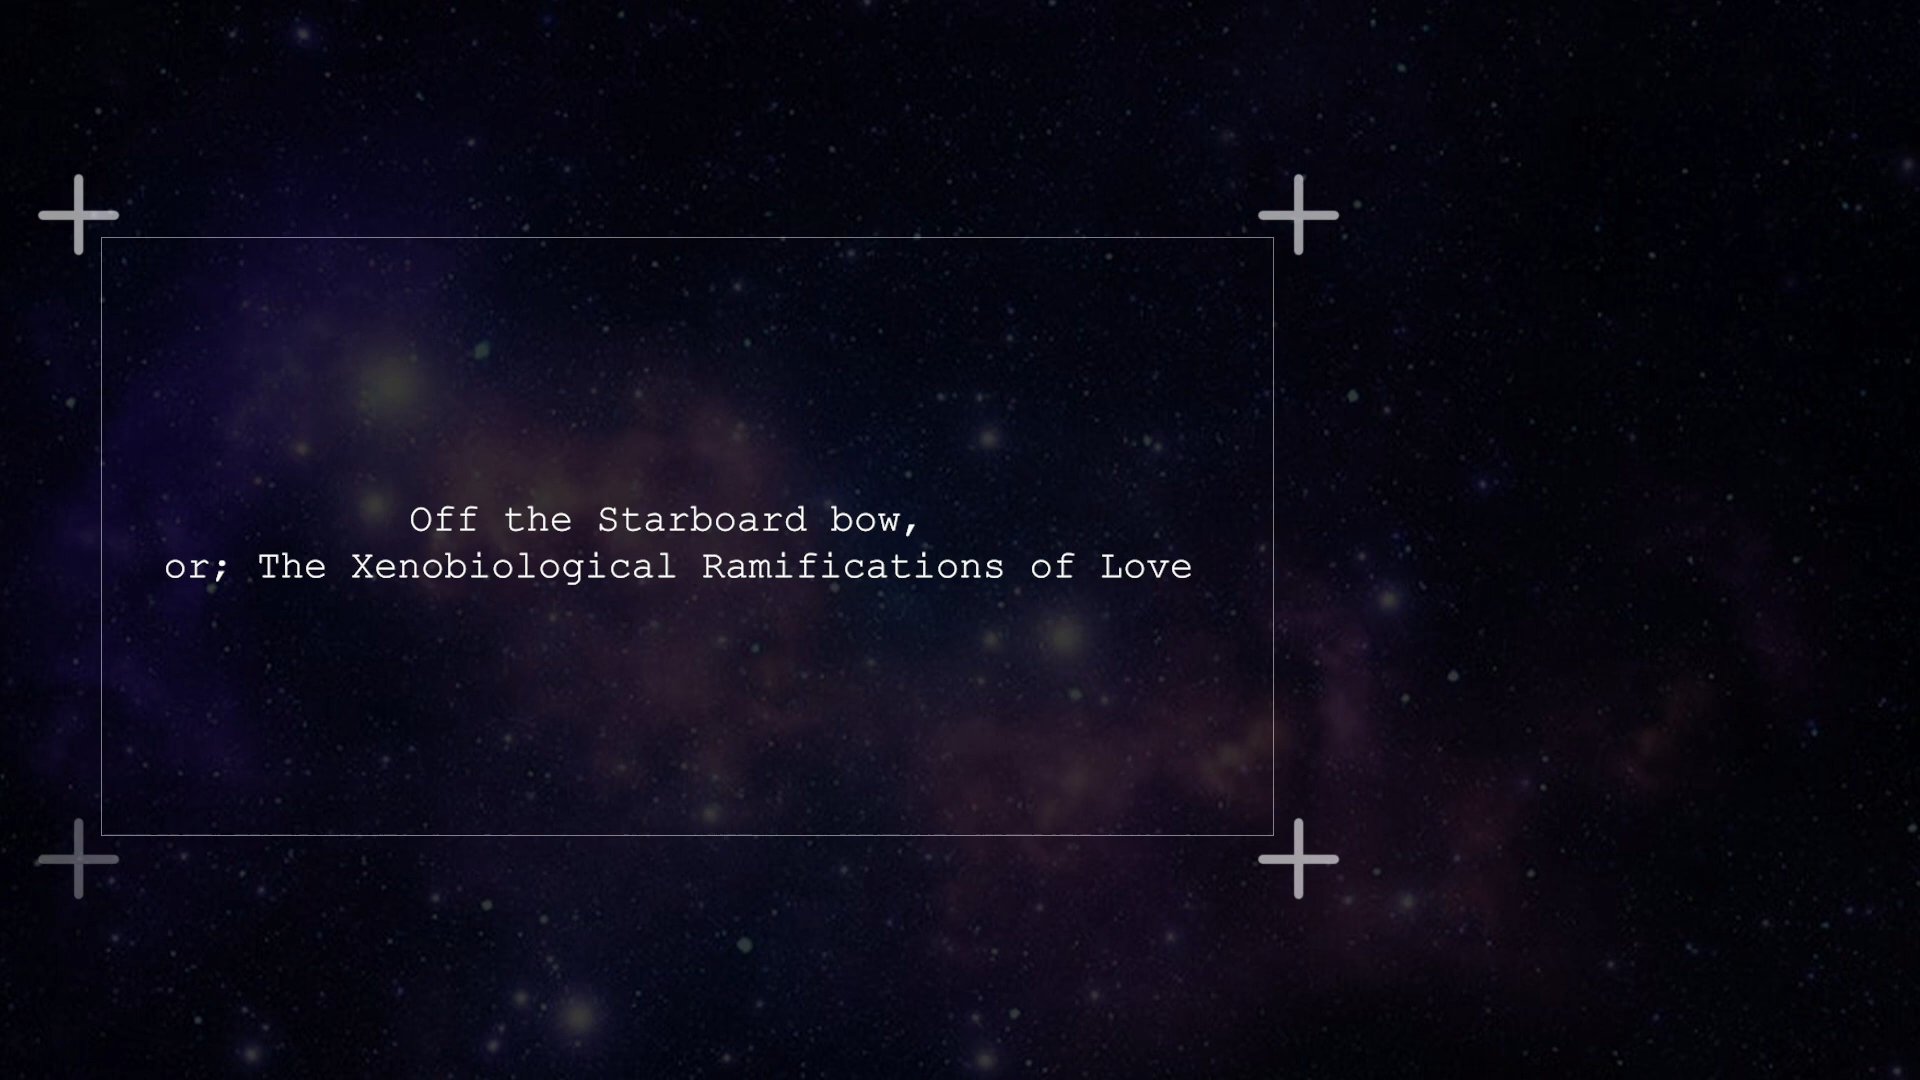 Off the Starboard bow,
or; The Xenobiological Ramifications of Love